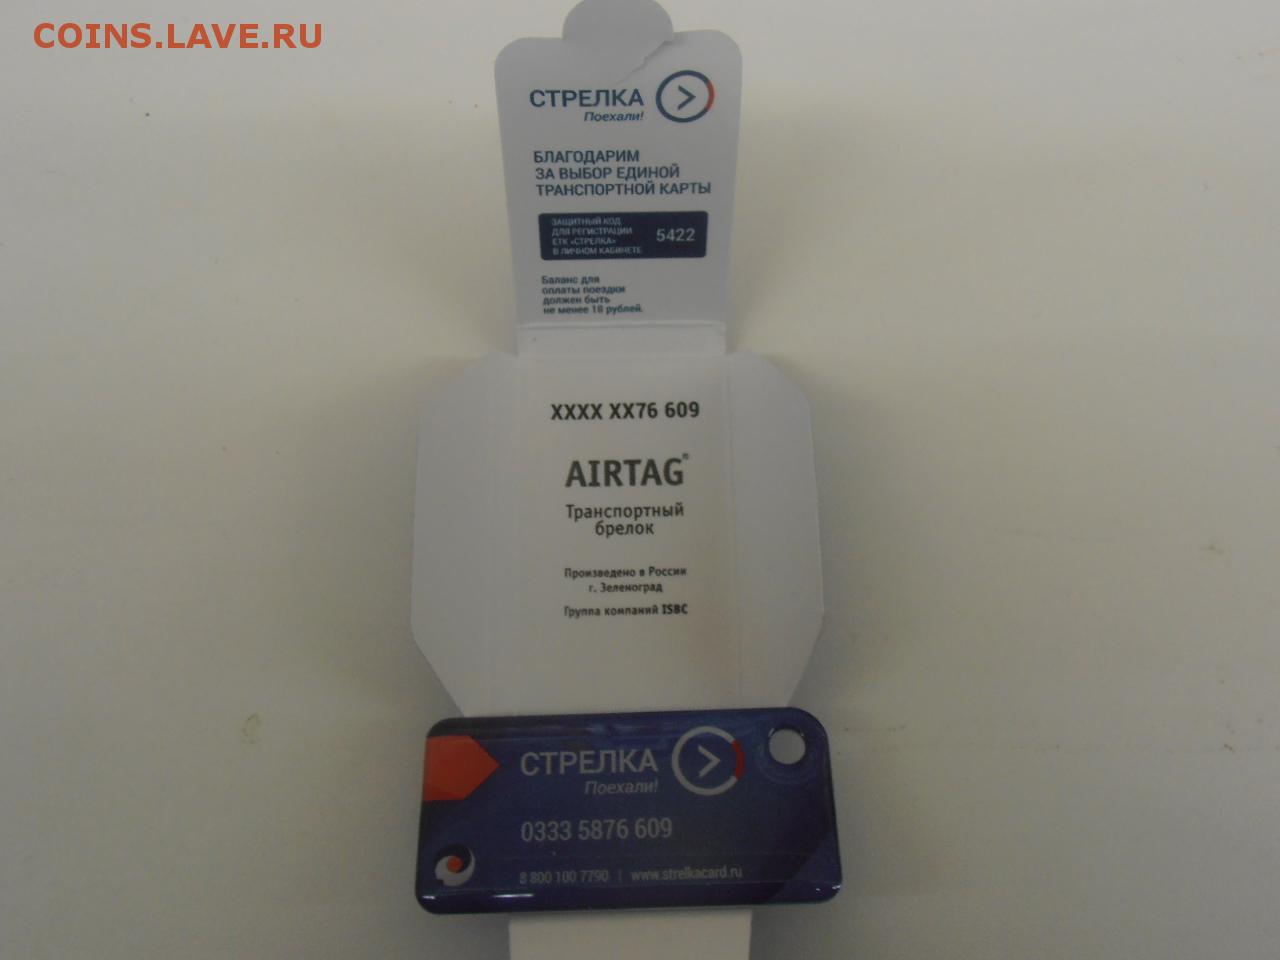 COINS.LAVE.RU
СТРЕЛКА
Поехали!
БЛАГОДАРИМ
ЗА ВЫБОР ЕДИНОЙ
ТРАНСПОРТНОЙ КАРТЫ
ЗАЩИТНЫЙ КОД
ДЛЯ РЕГИСТРАЦИИ
ЕТК «СТРЕЛКА»
В ЛИЧНОМ КАБИНЕТЕ
5422
Баланс для
оплаты поездки
должен быть
не менее 18 рублей.
XXXX XX76 609
AIRTAG®
Транспортный
брелок
Произведено в России
г. Зеленоград
Группа компаний ISBC
СТРЕЛКА
Поехали!
0333 5876 609
8 800 100 7790 | www.strelkacard.ru